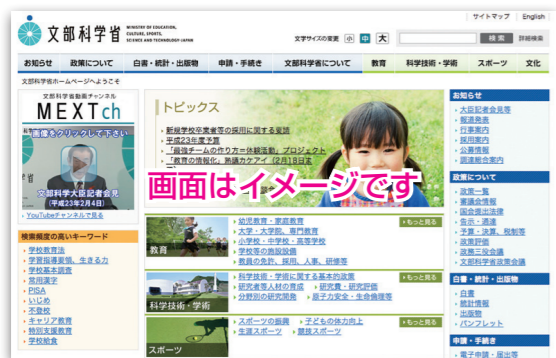 サイトマップ English
文部科学省 MINISTRY OF EDUCATION, CULTURE, SPORTS, SCIENCE AND TECHNOLOGY-JAPAN
文字サイズの変更 小 中 大 検索 詳細検索
お知らせ 政策について 白書・統計・出版物 申請・手続き 文部科学省について 教育 科学技術・学術 スポーツ 文化
文部科学省ホームページへようこそ
文部科学省動画チャンネル
MEXTch
画像をクリックして下さい
文部科学大臣記者会見
(平成23年2月4日)
YouTubeチャンネルで見る
検索頻度の高いキーワード
学校教育法
学習指導要領、生きる力
学校基本調査
常用漢字
PISA
いじめ
不登校
キャリア教育
特別支援教育
学校給食
トピックス
新規学校卒業者等の採用に関する要請
平成23年度予算
「最強チームの作り方ー体験活動」プロジェクト
「教育の情報化」熟議カケアイ(2月18日末
画面はイメージです
教育
幼児教育・家庭教育
大学・大学院、専門教育
小学校・中学校・高等学校
学校等の施設設備
教員の免許、採用、人事、研修等
もっと見る
科学技術・学術
科学技術・学術に関する基本的政策
研究者等人材の育成 研究費・研究評価
分野別の研究開発 原子力安全・生命倫理等
もっと見る
スポーツ
スポーツの振興 子どもの体力向上
生涯スポーツ 競技スポーツ
もっと見る
お知らせ
大臣記者会見等
報道発表
行事案内
採用案内
公募情報
調達総合案内
政策について
政策一覧
審議会情報
国会提出法律
告示・通達
予算・決算、税制等
政策評価
政務三役会議
文部科学省政策会議
白書・統計・出版物
白書
統計情報
出版物
パンフレット
申請・手続き
電子申請・届出等